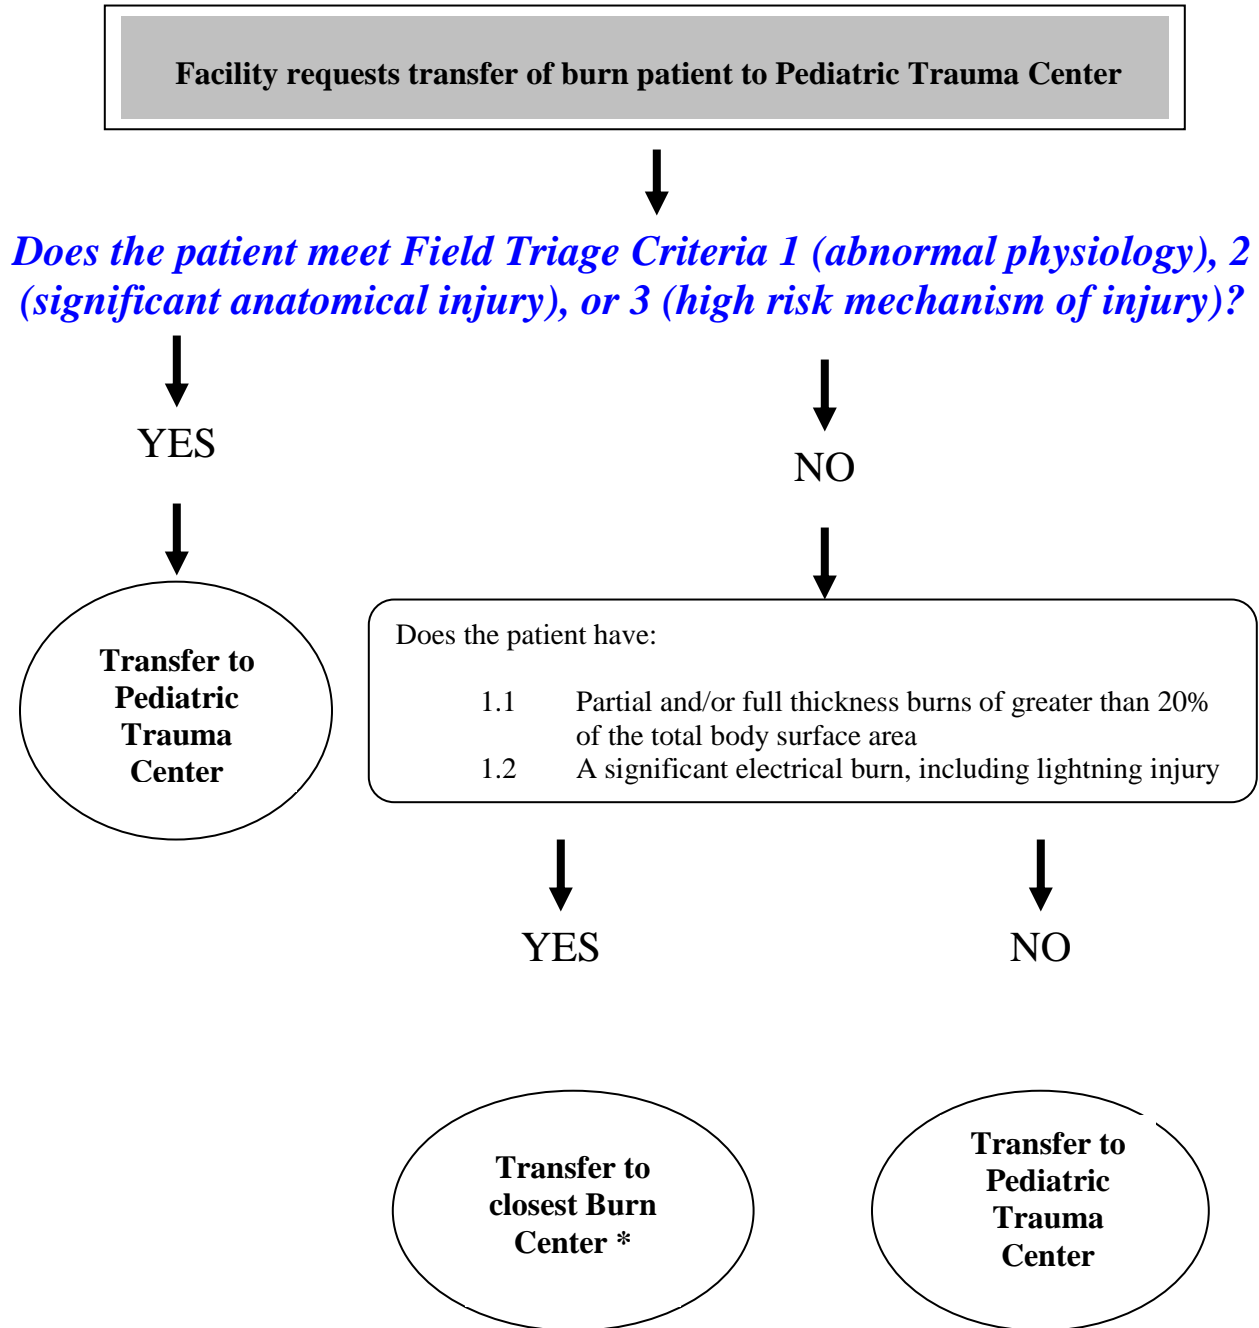 Facility requests transfer of burn patient to Pediatric Trauma Center
Does the patient meet Field Triage Criteria 1 (abnormal physiology), 2
(significant anatomical injury), or 3 (high risk mechanism of injury)?
YES
NO
Transfer to
Pediatric
Trauma
Center
Does the patient have:
1.1 Partial and/or full thickness burns of greater than 20%
of the total body surface area
1.2 A significant electrical burn, including lightning injury
YES
NO
Transfer to
closest Burn
Center *
Transfer to
Pediatric
Trauma
Center